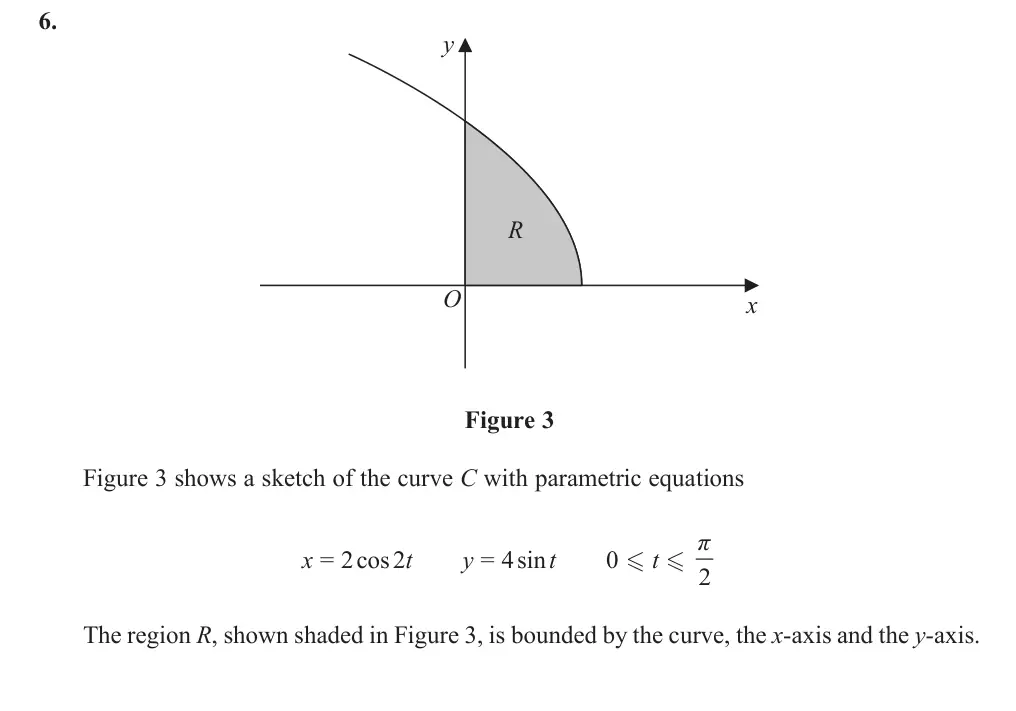 6.
y
R
O
x
Figure 3
Figure 3 shows a sketch of the curve C with parametric equations
x = 2 cos 2t y = 4 sin t 0 ⩽ t ⩽ π/2
The region R, shown shaded in Figure 3, is bounded by the curve, the x-axis and the y-axis.